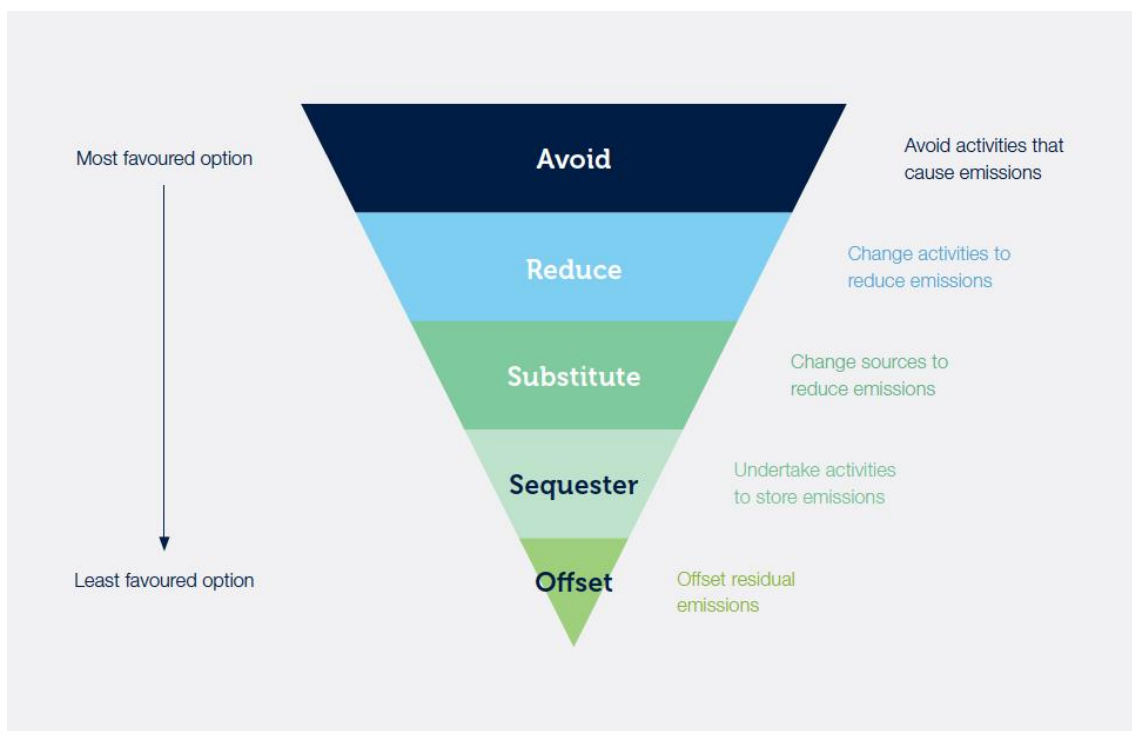 Most favoured option
Avoid
Avoid activities that
cause emissions
Reduce
Change activities to
reduce emissions
Substitute
Change sources to
reduce emissions
Sequester
Undertake activities
to store emissions
Least favoured option
Offset
Offset residual
emissions